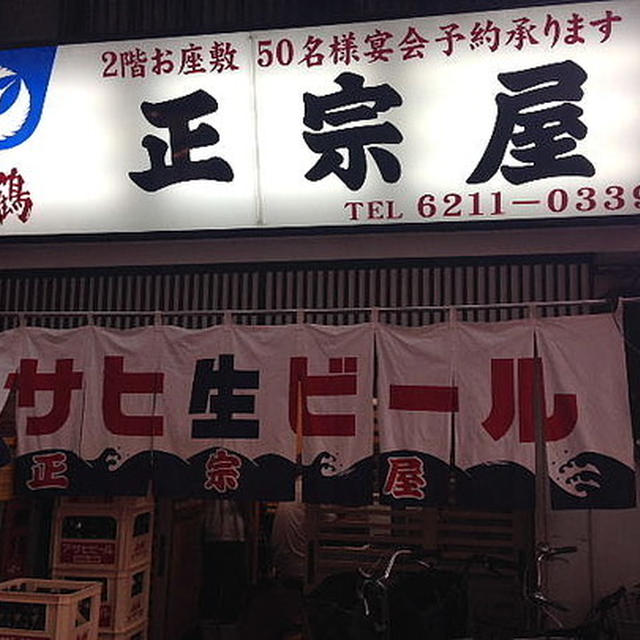 2階お座敷 50名様宴会予約承ります
鶴
正宗屋
TEL 6211-0339
サヒ生ビール
正宗屋